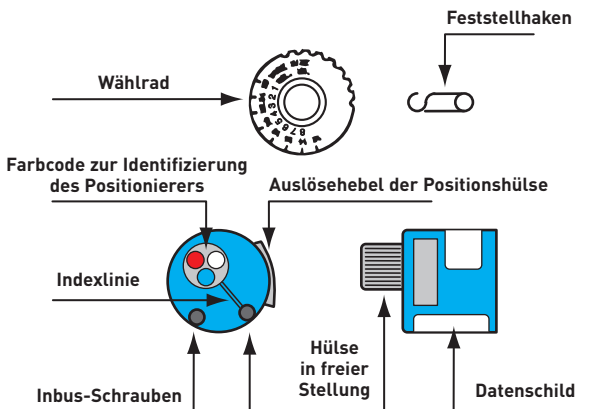 Feststellhaken
Wählrad
Farbcode zur Identifizierung
des Positionierers
Auslösehebel der Positionshülse
Indexlinie
Hülse
in freier
Stellung
Inbus-Schrauben
Datenschild